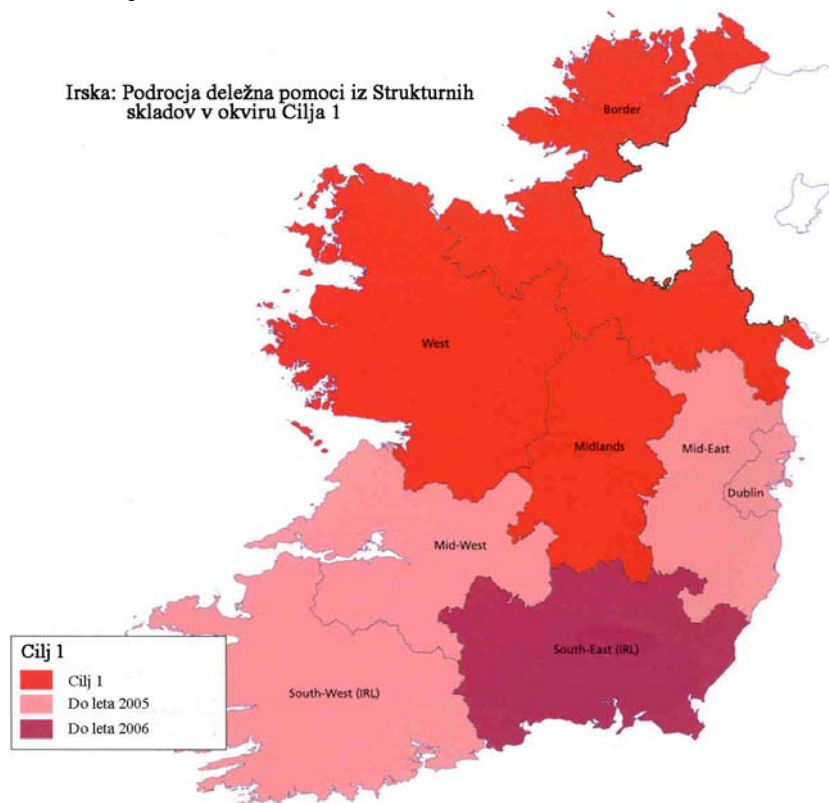 Irska: Podrocja deležna pomoci iz Strukturnih
skladov v okviru Cilja 1
Border
West
Midlands
Mid-East
Dublin
Mid-West
South-East (IRL)
South-West (IRL)
Cilj 1
Cilj 1
Do leta 2005
Do leta 2006